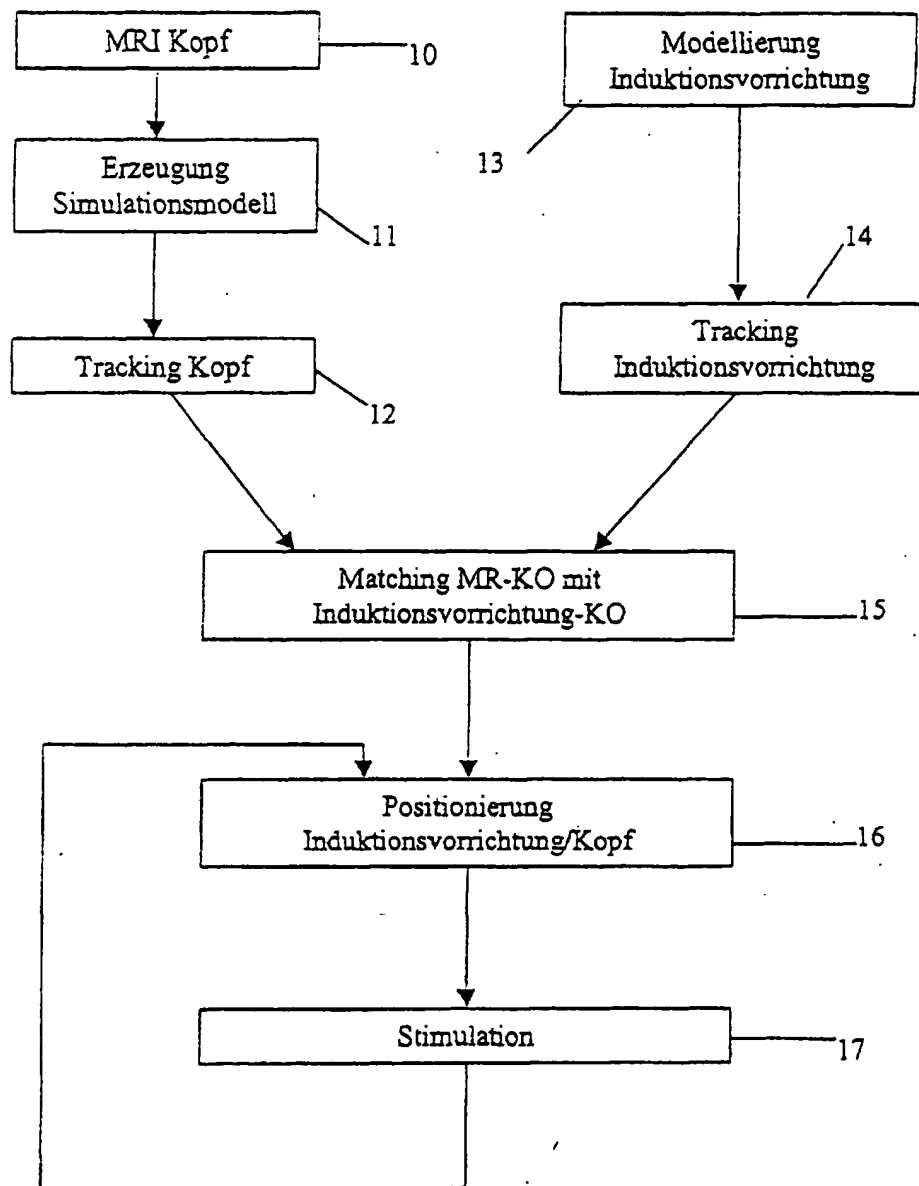 MRI Kopf
10
Modellierung
Induktionsvorrichtung
13
Erzeugung
Simulationsmodell
11
14
Tracking Kopf
12
Tracking
Induktionsvorrichtung
Matching MR-KO mit
Induktionsvorrichtung-KO
15
Positionierung
Induktionsvorrichtung/Kopf
16
Stimulation
17